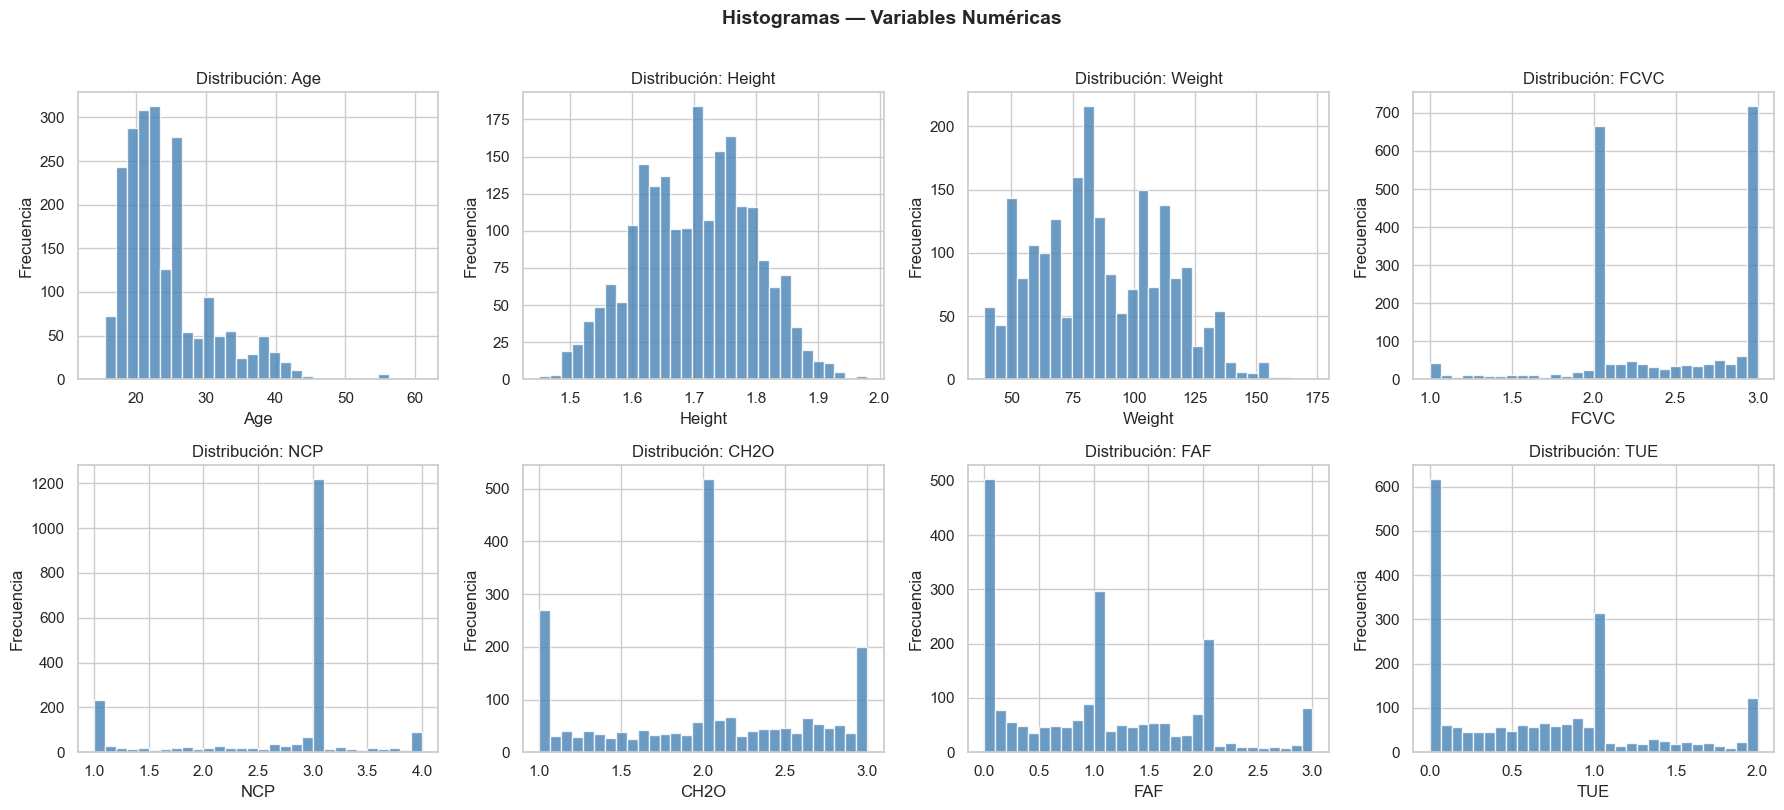 Histogramas — Variables Numéricas
Distribución: Age
300
250
200
150
100
50
0
Frecuencia
20 30 40 50 60
Age
Distribución: Height
175
150
125
100
75
50
25
0
Frecuencia
1.5 1.6 1.7 1.8 1.9 2.0
Height
Distribución: Weight
200
150
100
50
0
Frecuencia
50 75 100 125 150 175
Weight
Distribución: FCVC
700
600
500
400
300
200
100
0
Frecuencia
1.0 1.5 2.0 2.5 3.0
FCVC
Distribución: NCP
1200
1000
800
600
400
200
0
Frecuencia
1.0 1.5 2.0 2.5 3.0 3.5 4.0
NCP
Distribución: CH2O
500
400
300
200
100
0
Frecuencia
1.0 1.5 2.0 2.5 3.0
CH2O
Distribución: FAF
500
400
300
200
100
0
Frecuencia
0.0 0.5 1.0 1.5 2.0 2.5 3.0
FAF
Distribución: TUE
600
500
400
300
200
100
0
Frecuencia
0.0 0.5 1.0 1.5 2.0
TUE